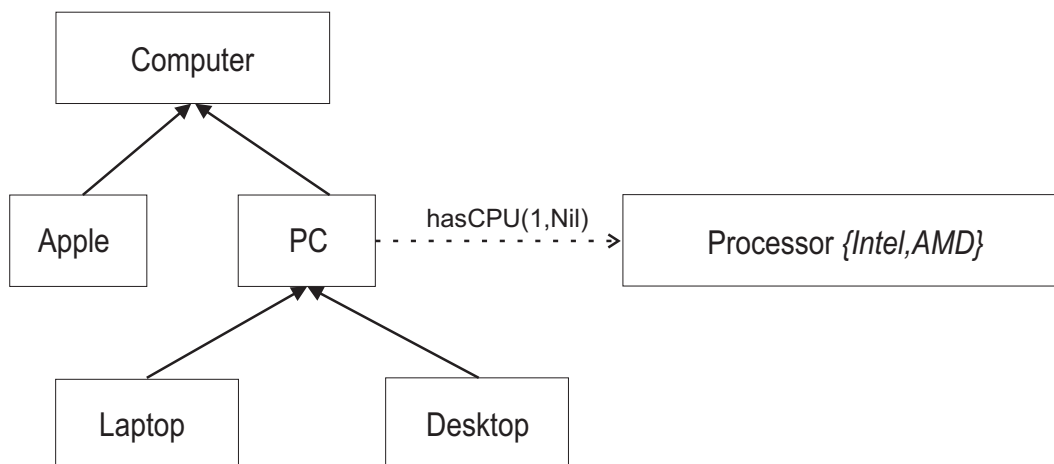 Computer
Apple
PC
hasCPU(1,Nil)
Processor {Intel,AMD}
Laptop
Desktop